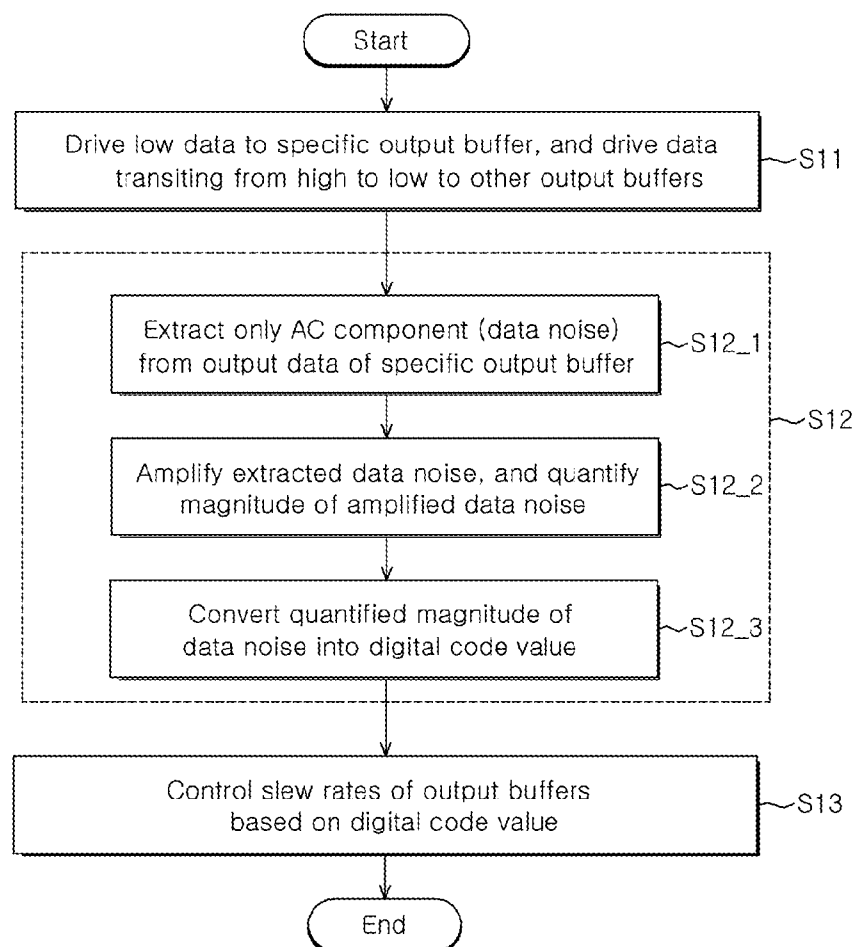 Start
Drive low data to specific output buffer, and drive data
transiting from high to low to other output buffers
S11
Extract only AC component (data noise)
from output data of specific output buffer
S12_1
S12
Amplify extracted data noise, and quantify
magnitude of amplified data noise
S12_2
Convert quantified magnitude of
data noise into digital code value
S12_3
Control slew rates of output buffers
based on digital code value
S13
End